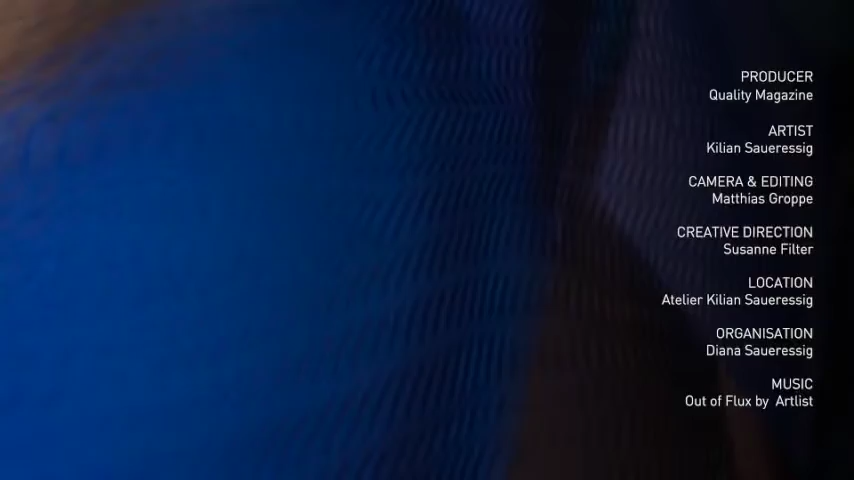 PRODUCER
Quality Magazine
ARTIST
Kilian Saueressig
CAMERA & EDITING
Matthias Groppe
CREATIVE DIRECTION
Susanne Filter
LOCATION
Atelier Kilian Saueressig
ORGANISATION
Diana Saueressig
MUSIC
Out of Flux by Artlist